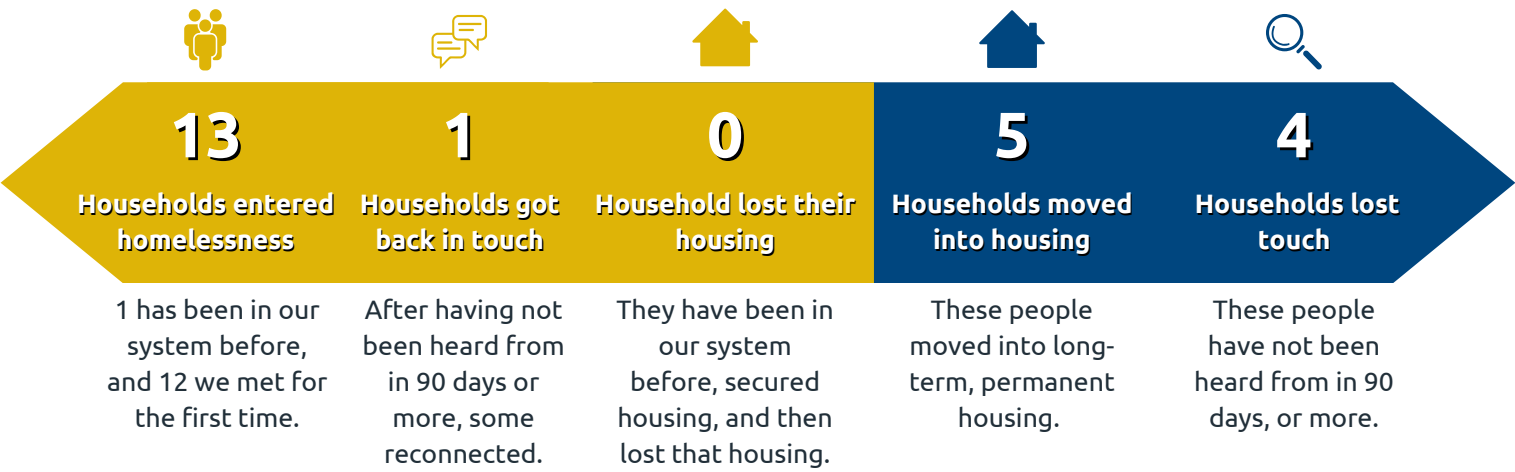 13
Households entered
homelessness
1 has been in our
system before,
and 12 we met for
the first time.
1
Households got
back in touch
After having not
been heard from
in 90 days or
more, some
reconnected.
0
Household lost their
housing
They have been in
our system
before, secured
housing, and then
lost that housing.
5
Households moved
into housing
These people
moved into long-
term, permanent
housing.
4
Households lost
touch
These people
have not been
heard from in 90
days, or more.